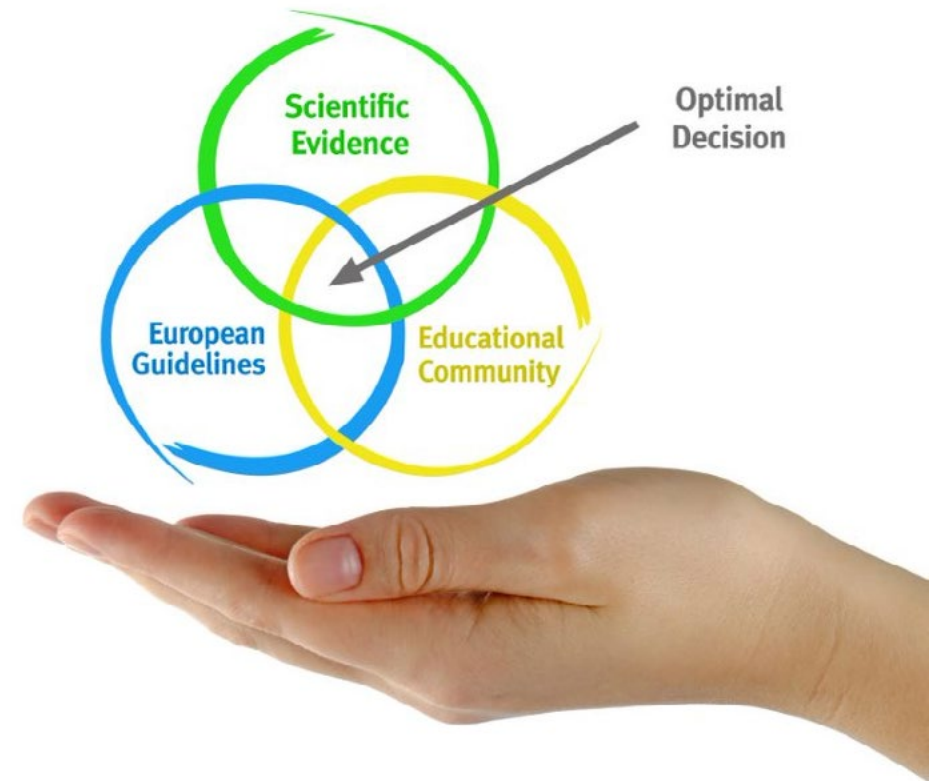 Scientific
Evidence
Optimal
Decision
European
Guidelines
Educational
Community